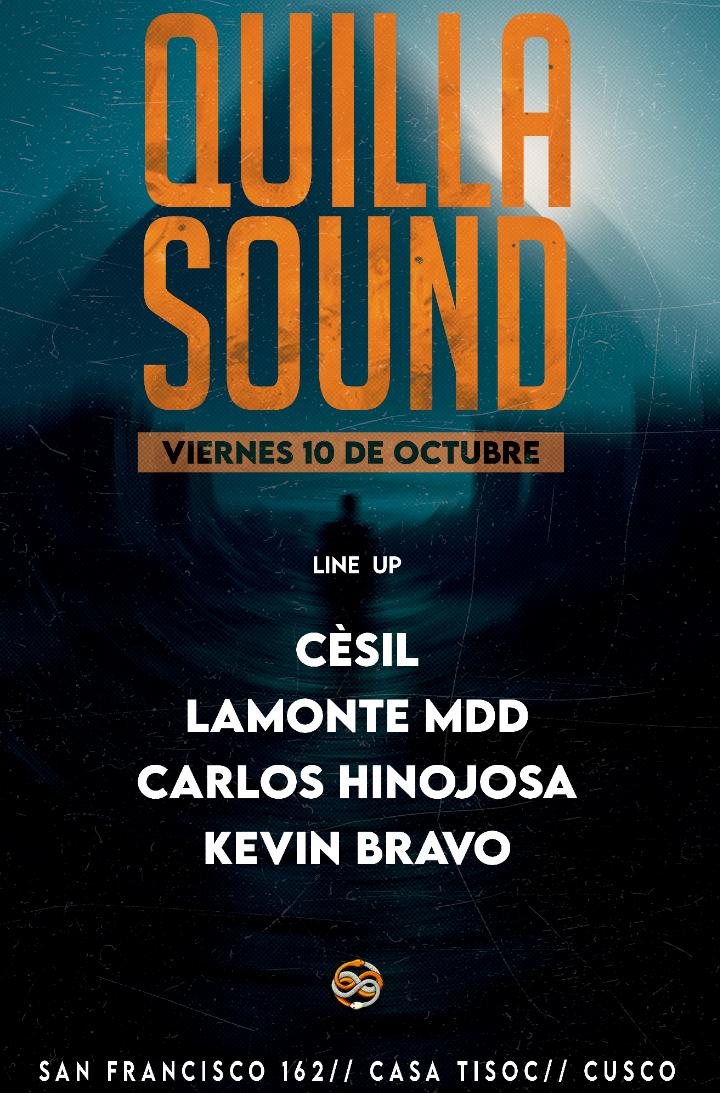 QUILLA
SOUND
VIERNES 10 DE OCTUBRE
LINE UP
CÈSIL
LAMONTE MDD
CARLOS HINOJOSA
KEVIN BRAVO
SAN FRANCISCO 162// CASA TISOC// CUSCO